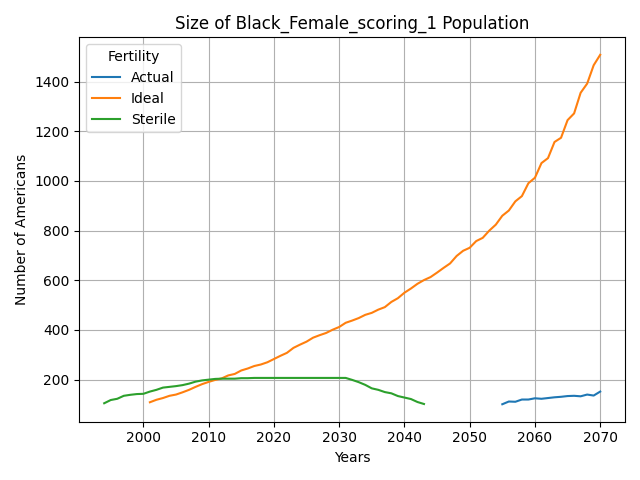 Size of Black_Female_scoring_1 Population
Fertility
Actual
Ideal
Sterile
Number of Americans
1400
1200
1000
800
600
400
200
2000
2010
2020
2030
2040
2050
2060
2070
Years